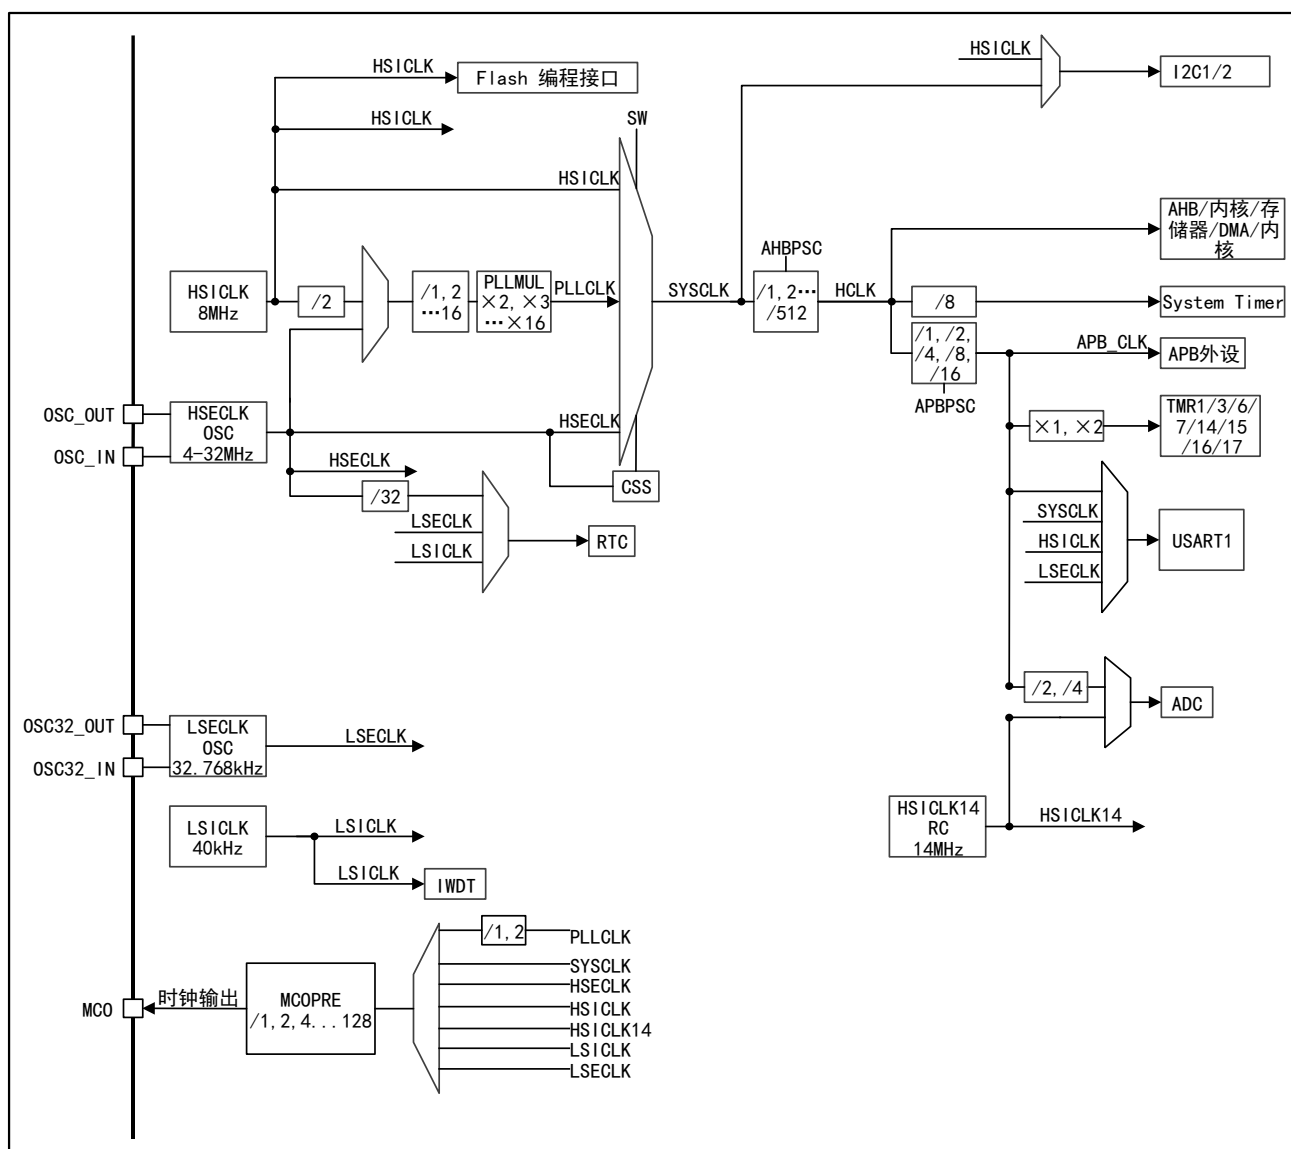 HSICLK
Flash 编程接口
HSICLK
I2C1/2
HSICLK
SW
HSICLK
AHB/内核/存
储器/DMA/内
核
AHBPSC
HSICLK
8MHz
/2
/1,2
…16
PLLMUL
×2,×3
…×16
PLLCLK
SYSCLK
/1,2…
/512
HCLK
/8
System Timer
/1,/2,
/4,/8,
/16
APBPSC
APB_CLK
APB外设
×1,×2
TMR1/3/6/
7/14/15
/16/17
OSC_OUT
OSC_IN
HSECLK
OSC
4-32MHz
HSECLK
HSECLK
CSS
/32
LSECLK
LSICLK
RTC
SYSCLK
HSICLK
LSECLK
USART1
/2,/4
ADC
OSC32_OUT
OSC32_IN
LSECLK
OSC
32.768kHz
LSECLK
HSICLK14
RC
14MHz
HSICLK14
LSICLK
40kHz
LSICLK
LSICLK
IWDT
/1,2
PLLCLK
SYSCLK
HSECLK
HSICLK
HSICLK14
LSICLK
LSECLK
MCO
时钟输出
MCOPRE
/1,2,4...128